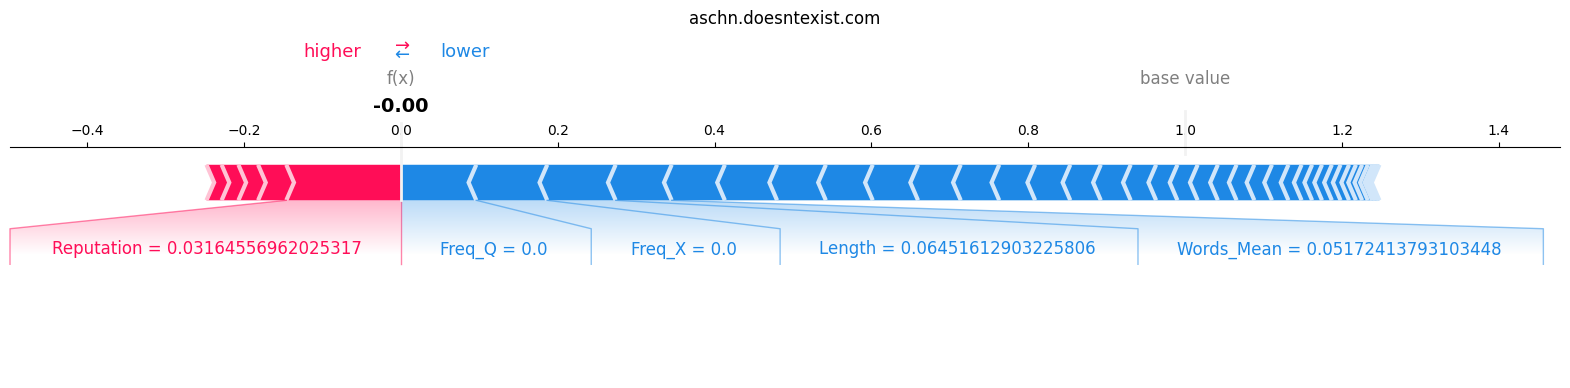 aschn.doesntexist.com
higher ⇄ lower
f(x) base value
-0.00
−0.4 −0.2 0.0 0.2 0.4 0.6 0.8 1.0 1.2 1.4
Reputation = 0.03164556962025317 Freq_Q = 0.0 Freq_X = 0.0 Length = 0.06451612903225806 Words_Mean = 0.05172413793103448